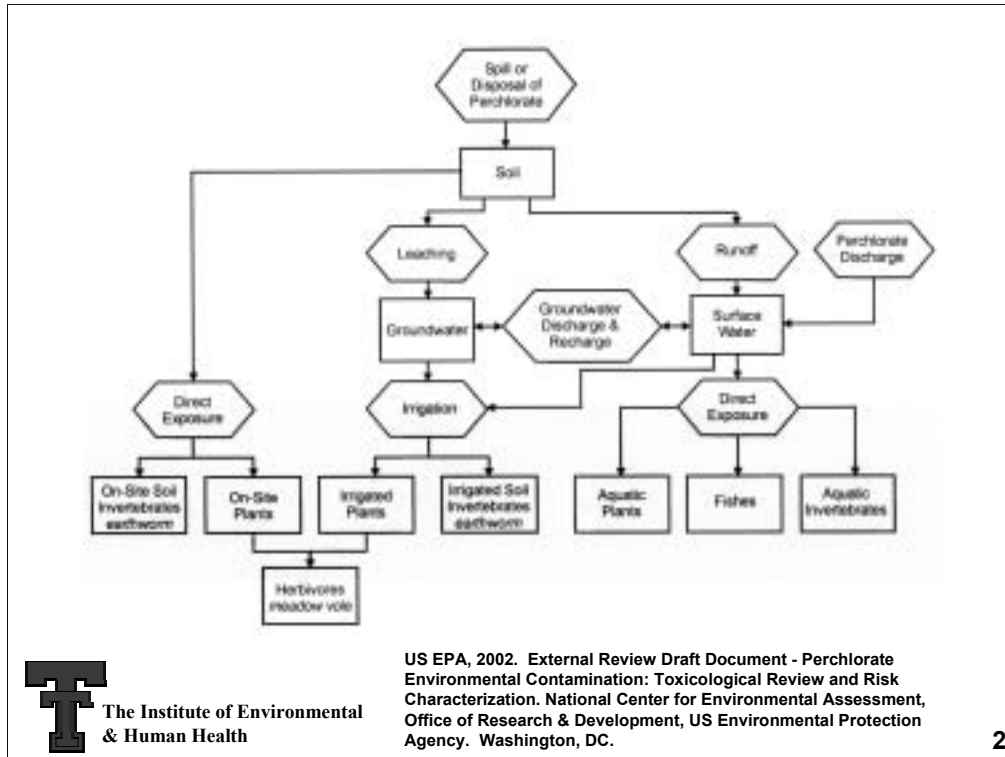 Spill or
Disposal of
Perchlorate
Soil
Leaching
Runoff
Perchlorate
Discharge
Groundwater
Groundwater
Discharge &
Recharge
Surface
Water
Direct
Exposure
Irrigation
Direct
Exposure
On-Site Soil
Invertebrates
earthworm
On-Site
Plants
Irrigated
Plants
Irrigated Soil
Invertebrates
earthworm
Aquatic
Plants
Fishes
Aquatic
Invertebrates
Herbivores
meadow vole
The Institute of Environmental
& Human Health
US EPA, 2002. External Review Draft Document - Perchlorate
Environmental Contamination: Toxicological Review and Risk
Characterization. National Center for Environmental Assessment,
Office of Research & Development, US Environmental Protection
Agency. Washington, DC.
2